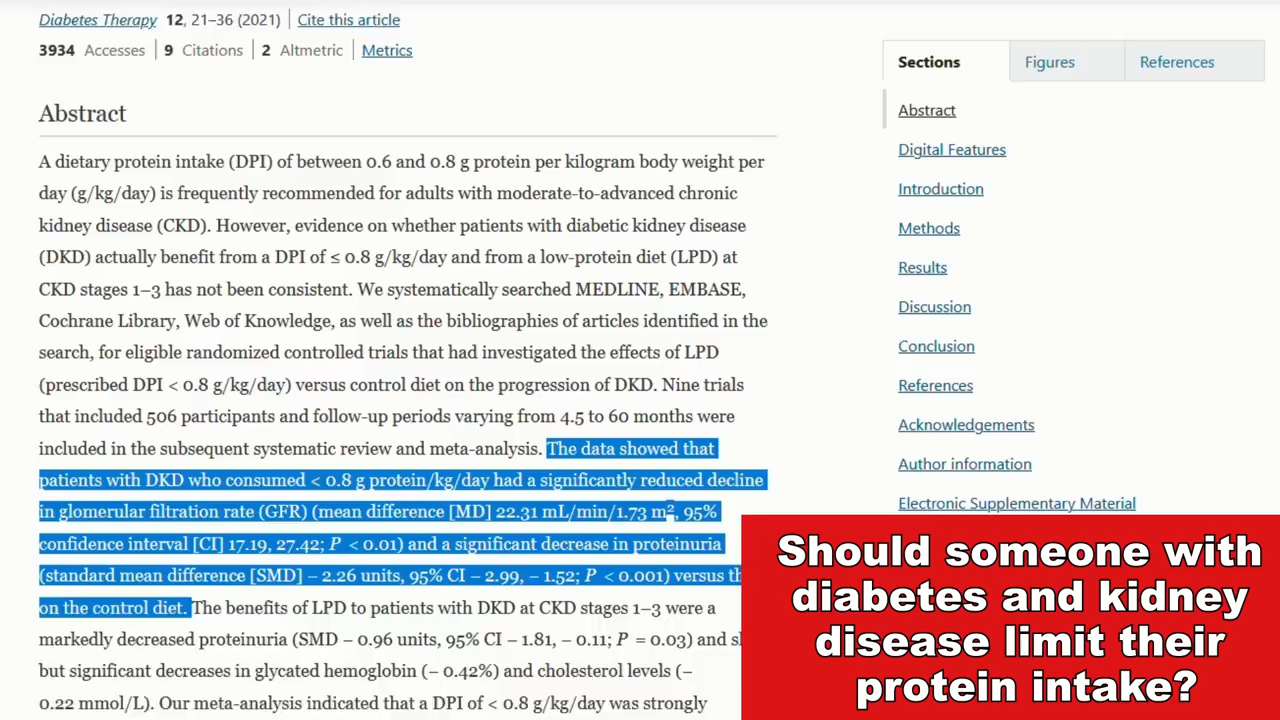 Diabetes Therapy 12, 21–36 (2021) | Cite this article
3934 Accesses | 9 Citations | 2 Altmetric | Metrics
Abstract
A dietary protein intake (DPI) of between 0.6 and 0.8 g protein per kilogram body weight per
day (g/kg/day) is frequently recommended for adults with moderate-to-advanced chronic
kidney disease (CKD). However, evidence on whether patients with diabetic kidney disease
(DKD) actually benefit from a DPI of ≤ 0.8 g/kg/day and from a low-protein diet (LPD) at
CKD stages 1–3 has not been consistent. We systematically searched MEDLINE, EMBASE,
Cochrane Library, Web of Knowledge, as well as the bibliographies of articles identified in the
search, for eligible randomized controlled trials that had investigated the effects of LPD
(prescribed DPI < 0.8 g/kg/day) versus control diet on the progression of DKD. Nine trials
that included 506 participants and follow-up periods varying from 4.5 to 60 months were
included in the subsequent systematic review and meta-analysis. The data showed that
patients with DKD who consumed < 0.8 g protein/kg/day had a significantly reduced decline
in glomerular filtration rate (GFR) (mean difference [MD] 22.31 mL/min/1.73 m², 95%
confidence interval [CI] 17.19, 27.42; P < 0.01) and a significant decrease in proteinuria
(standard mean difference [SMD] – 2.26 units, 95% CI – 2.99, – 1.52; P < 0.001) versus
on the control diet. The benefits of LPD to patients with DKD at CKD stages 1–3 were a
markedly decreased proteinuria (SMD – 0.96 units, 95% CI – 1.81, – 0.11; P = 0.03) and
but significant decreases in glycated hemoglobin (– 0.42%) and cholesterol levels (–
0.22 mmol/L). Our meta-analysis indicated that a DPI of < 0.8 g/kg/day was strongly
Sections
Figures
References
Abstract
Digital Features
Introduction
Methods
Results
Discussion
Conclusion
References
Acknowledgements
Author information
Electronic Supplementary Material
Should someone with
diabetes and kidney
disease limit their
protein intake?